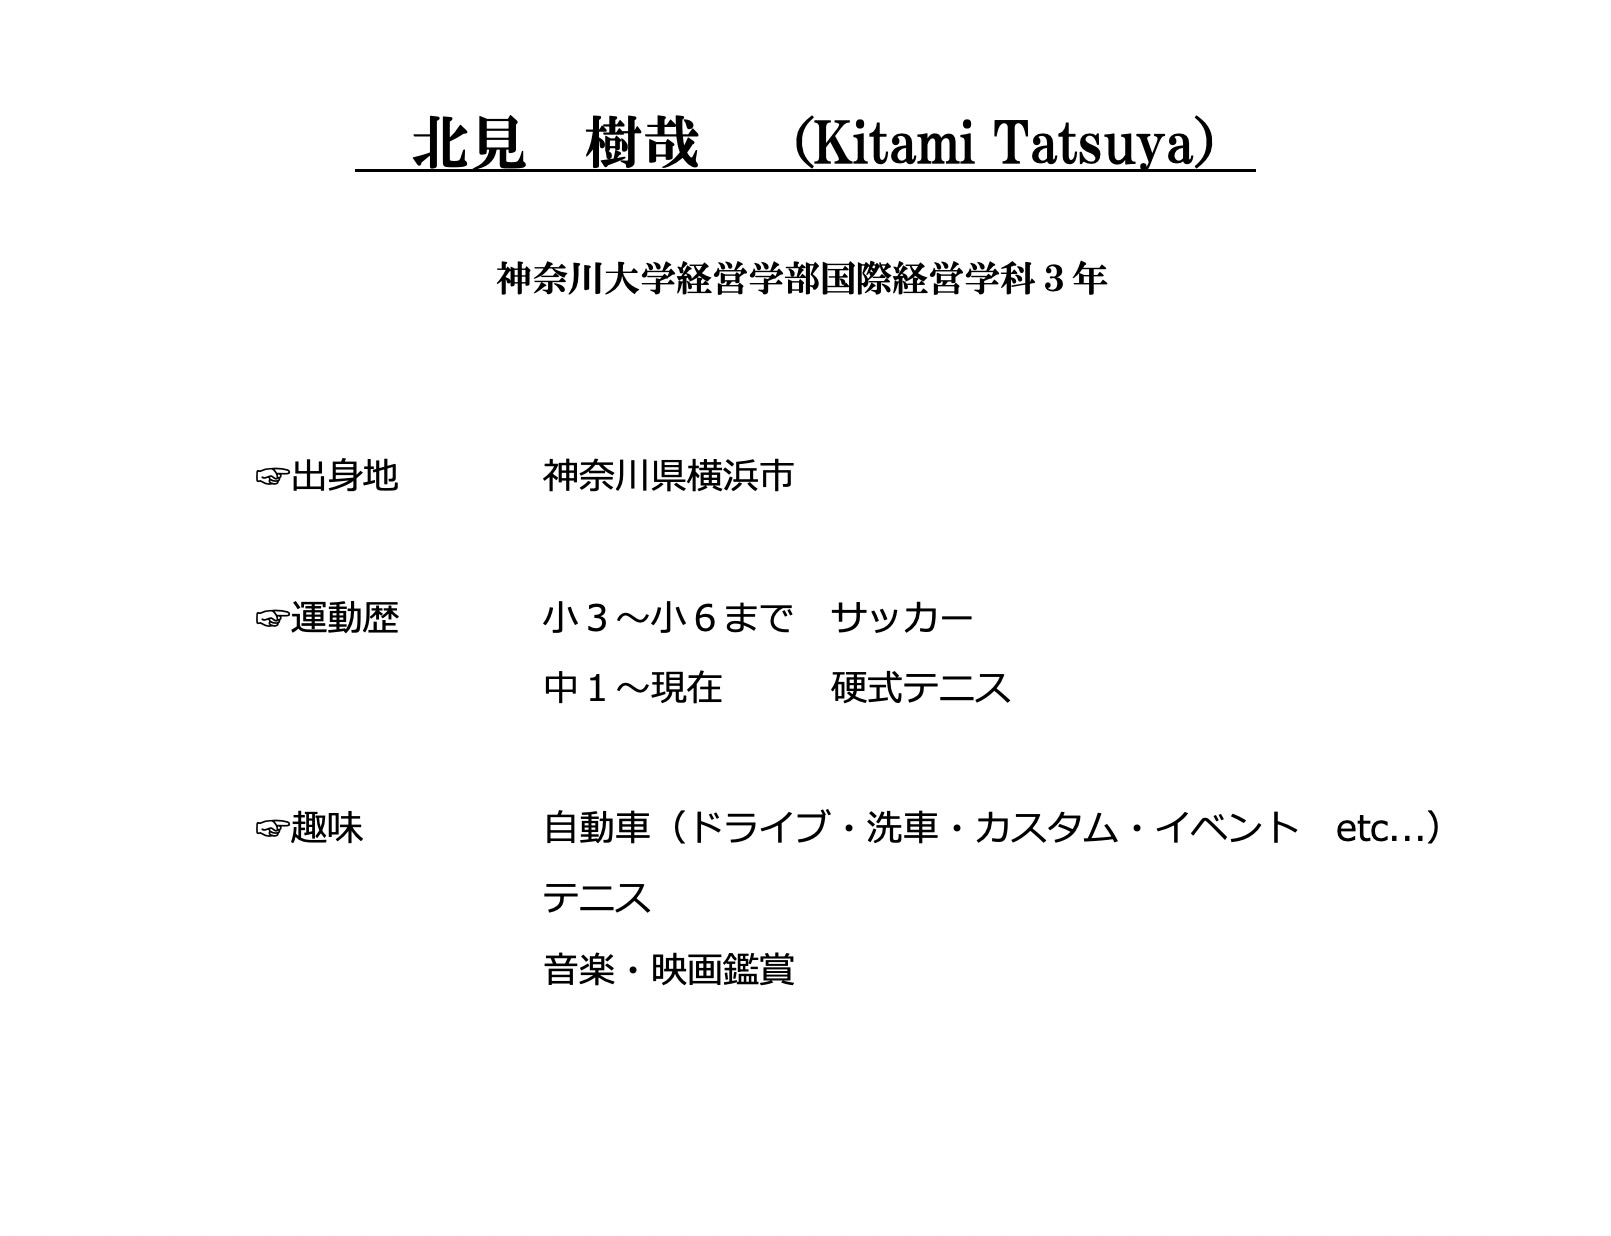 北見　樹哉　（Kitami Tatsuya）
神奈川大学経営学部国際経営学科３年
☞出身地　　　　神奈川県横浜市
☞運動歴　　　　小３～小６まで　サッカー
中１～現在　　　硬式テニス
☞趣味　　　　　自動車（ドライブ・洗車・カスタム・イベント　etc…）
テニス
音楽・映画鑑賞